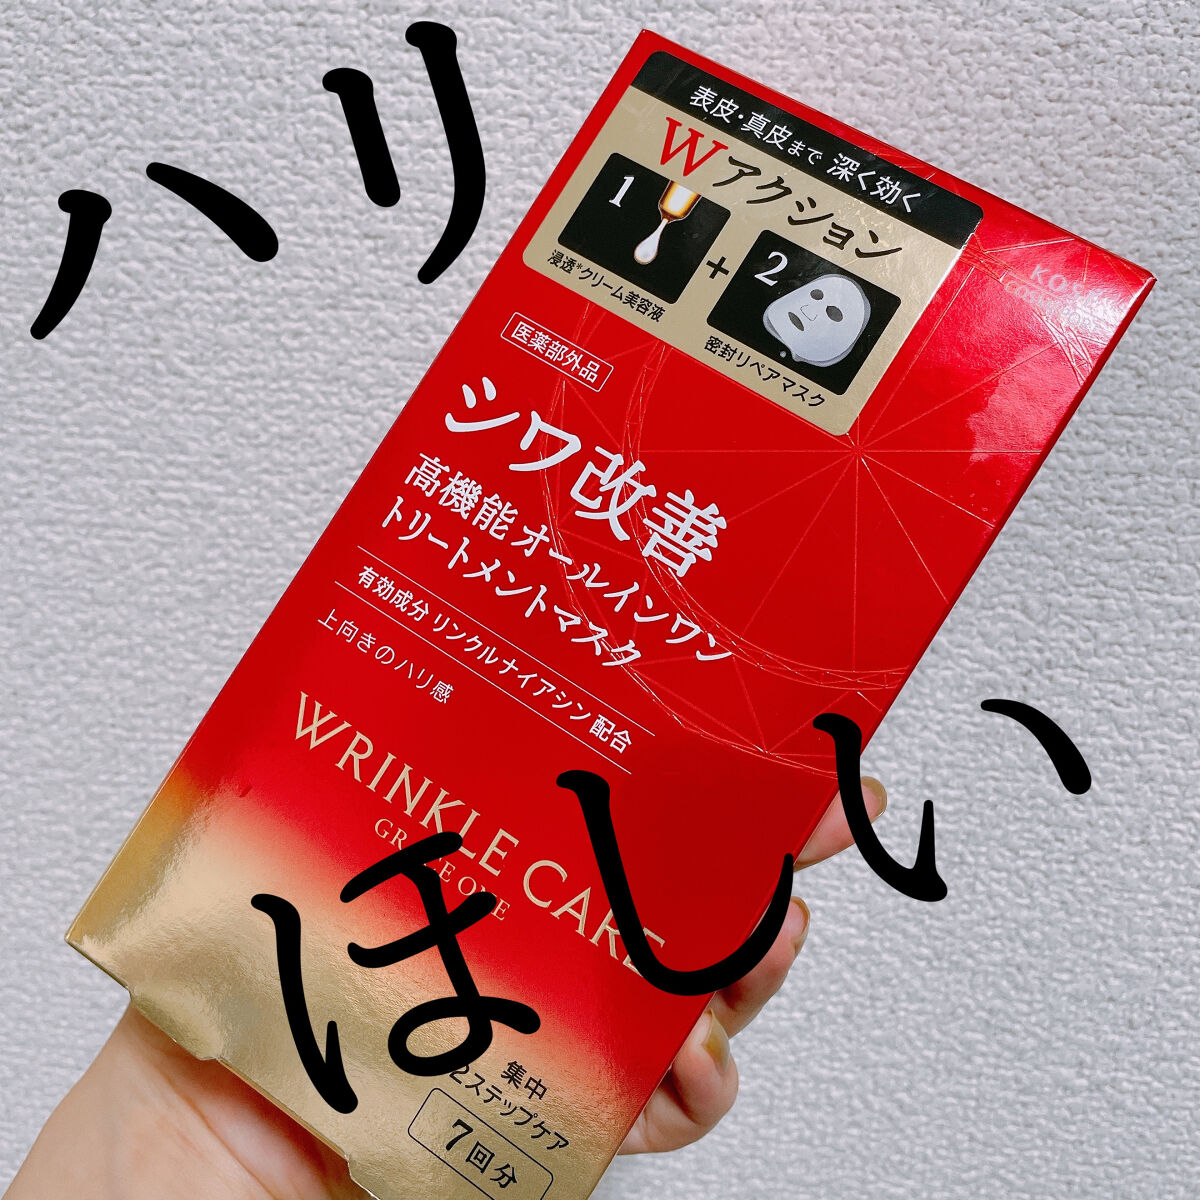 ハリ
表皮・真皮まで 深く効く
Wアクション
1
浸透*クリーム美容液
+
2
密封リペアマスク
医薬部外品
シワ改善
高機能 オールインワン
トリートメントマスク
有効成分 リンクルナイアシン 配合
上向きのハリ感
WRINKLE CARE
ONE
ほしい
集中
2ステップケア
7回分